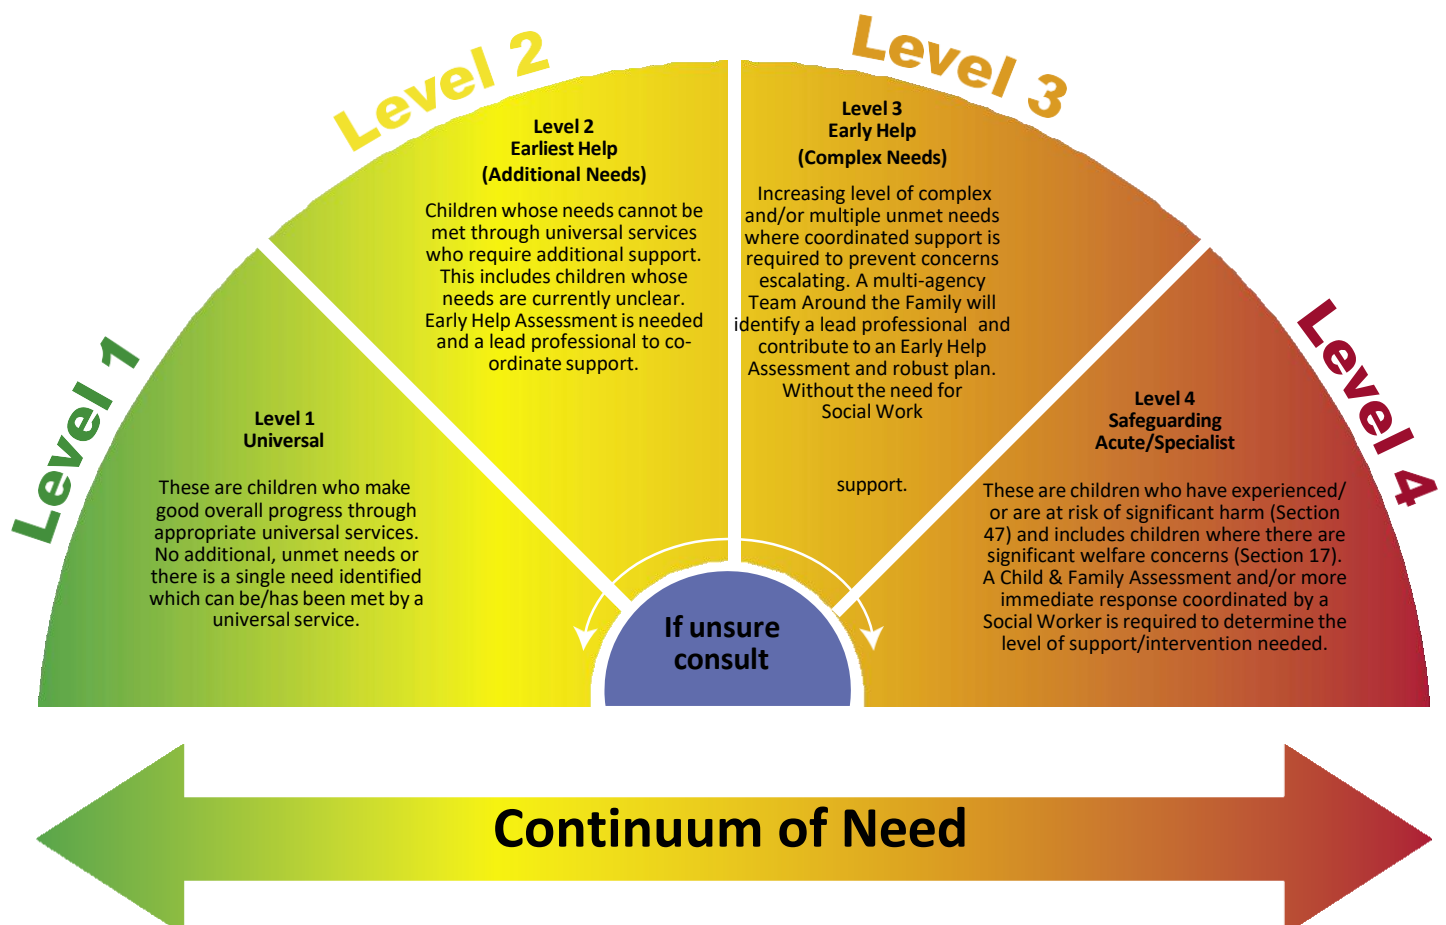 Level 1
Level 2
Level 3
Level 4
Level 1
Universal
These are children who make
good overall progress through
appropriate universal services.
No additional, unmet needs or
there is a single need identified
which can be/has been met by a
universal service.
Level 2
Earliest Help
(Additional Needs)
Children whose needs cannot be
met through universal services
who require additional support.
This includes children whose
needs are currently unclear.
Early Help Assessment is needed
and a lead professional to co-
ordinate support.
Level 3
Early Help
(Complex Needs)
Increasing level of complex
and/or multiple unmet needs
where coordinated support is
required to prevent concerns
escalating. A multi-agency
Team Around the Family will
identify a lead professional and
contribute to an Early Help
Assessment and robust plan.
Without the need for
Social Work
support.
Level 4
Safeguarding
Acute/Specialist
These are children who have experienced/
or are at risk of significant harm (Section
47) and includes children where there are
significant welfare concerns (Section 17).
A Child & Family Assessment and/or more
immediate response coordinated by a
Social Worker is required to determine the
level of support/intervention needed.
If unsure
consult
Continuum of Need